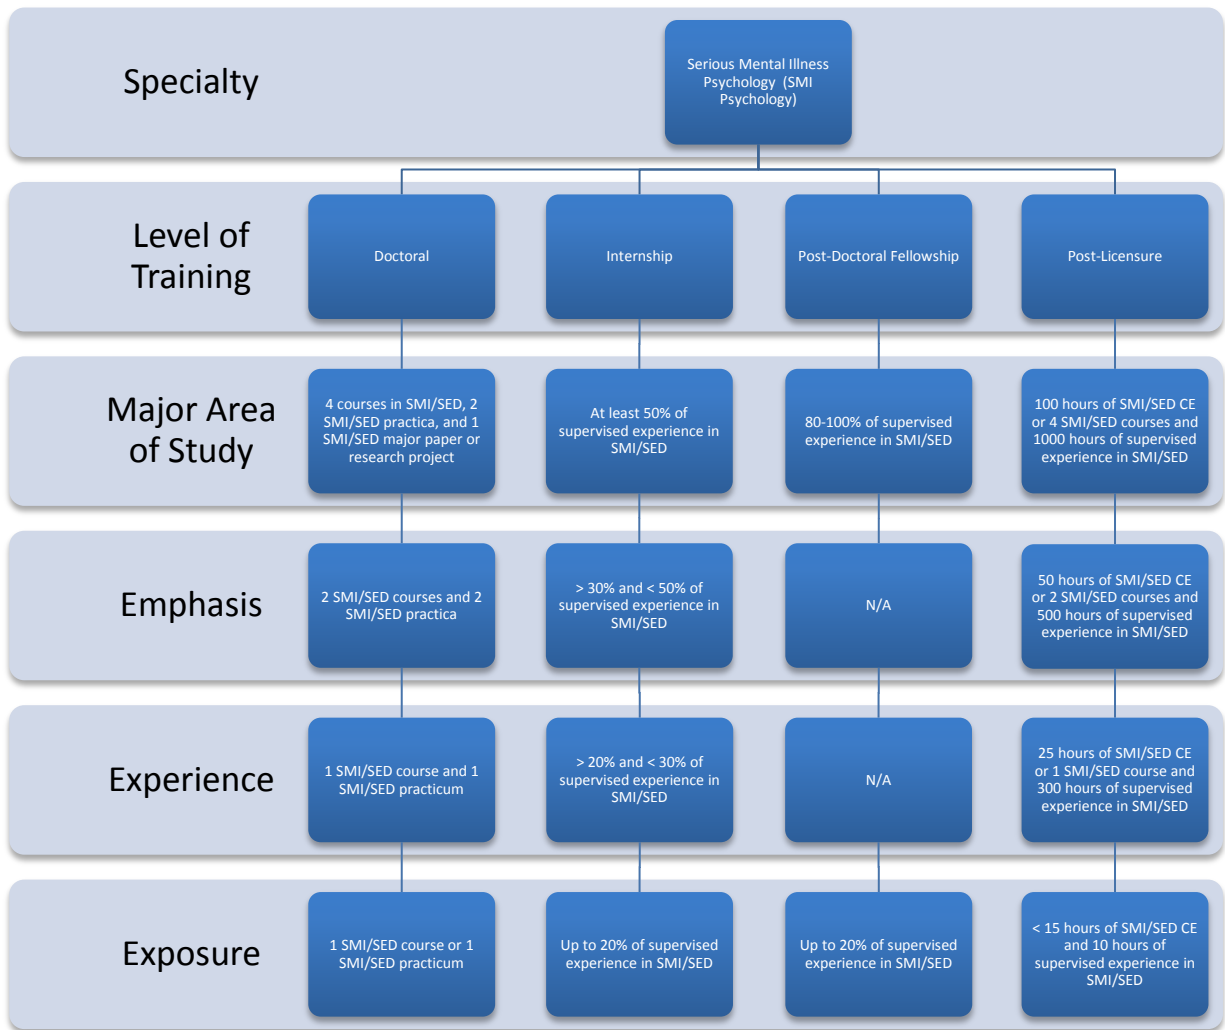 Specialty
Serious Mental Illness
Psychology (SMI
Psychology)
Level of
Training
Doctoral
Internship
Post-Doctoral Fellowship
Post-Licensure
Major Area
of Study
4 courses in SMI/SED, 2
SMI/SED practica, and 1
SMI/SED major paper or
research project
At least 50% of
supervised experience in
SMI/SED
80-100% of supervised
experience in SMI/SED
100 hours of SMI/SED CE
or 4 SMI/SED courses and
1000 hours of supervised
experience in SMI/SED
Emphasis
2 SMI/SED courses and 2
SMI/SED practica
> 30% and < 50% of
supervised experience in
SMI/SED
N/A
50 hours of SMI/SED CE
or 2 SMI/SED courses and
500 hours of supervised
experience in SMI/SED
Experience
1 SMI/SED course and 1
SMI/SED practicum
> 20% and < 30% of
supervised experience in
SMI/SED
N/A
25 hours of SMI/SED CE
or 1 SMI/SED course and
300 hours of supervised
experience in SMI/SED
Exposure
1 SMI/SED course or 1
SMI/SED practicum
Up to 20% of supervised
experience in SMI/SED
Up to 20% of supervised
experience in SMI/SED
< 15 hours of SMI/SED CE
and 10 hours of
supervised experience in
SMI/SED